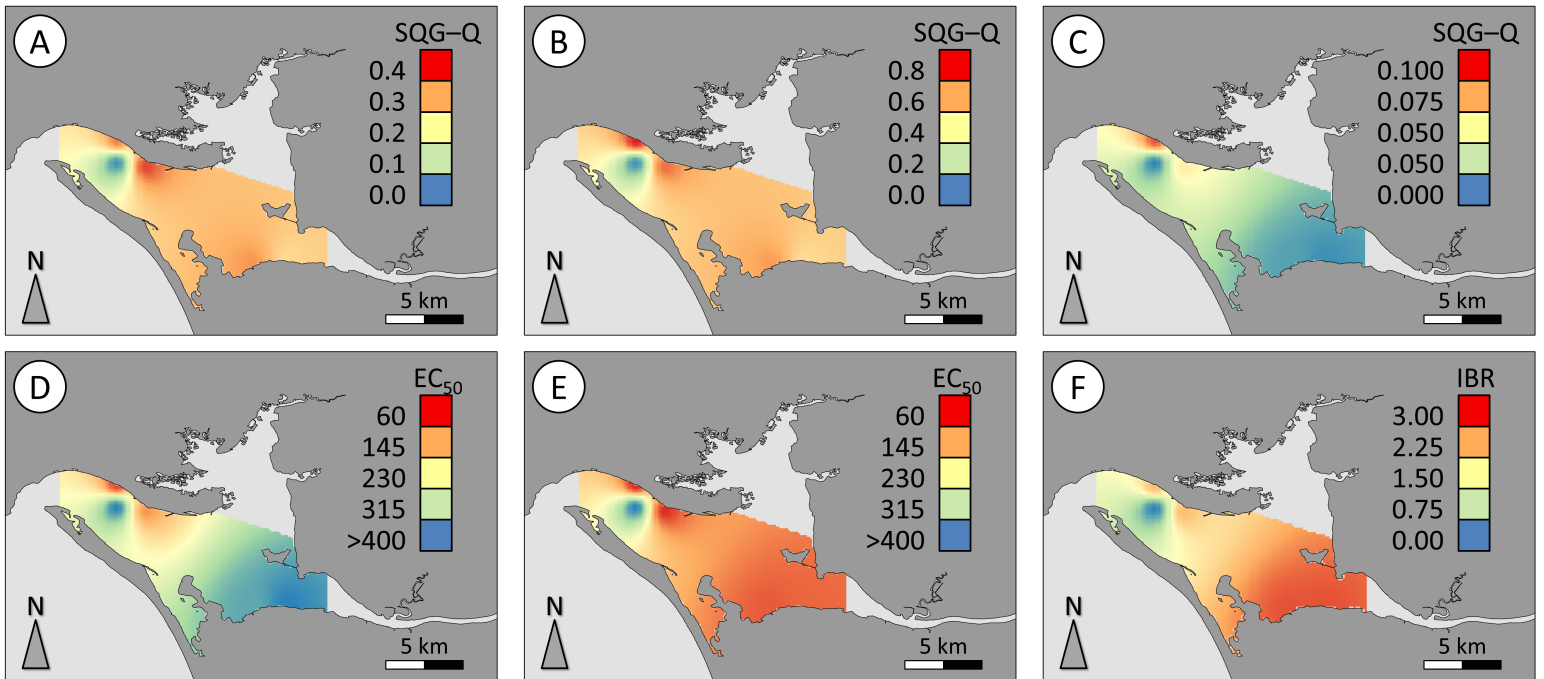 A
SQG–Q
0.4
0.3
0.2
0.1
0.0
N
5 km
B
SQG–Q
0.8
0.6
0.4
0.2
0.0
N
5 km
C
SQG–Q
0.100
0.075
0.050
0.050
0.000
N
5 km
D
EC50
60
145
230
315
>400
N
5 km
E
EC50
60
145
230
315
>400
N
5 km
F
IBR
3.00
2.25
1.50
0.75
0.00
N
5 km